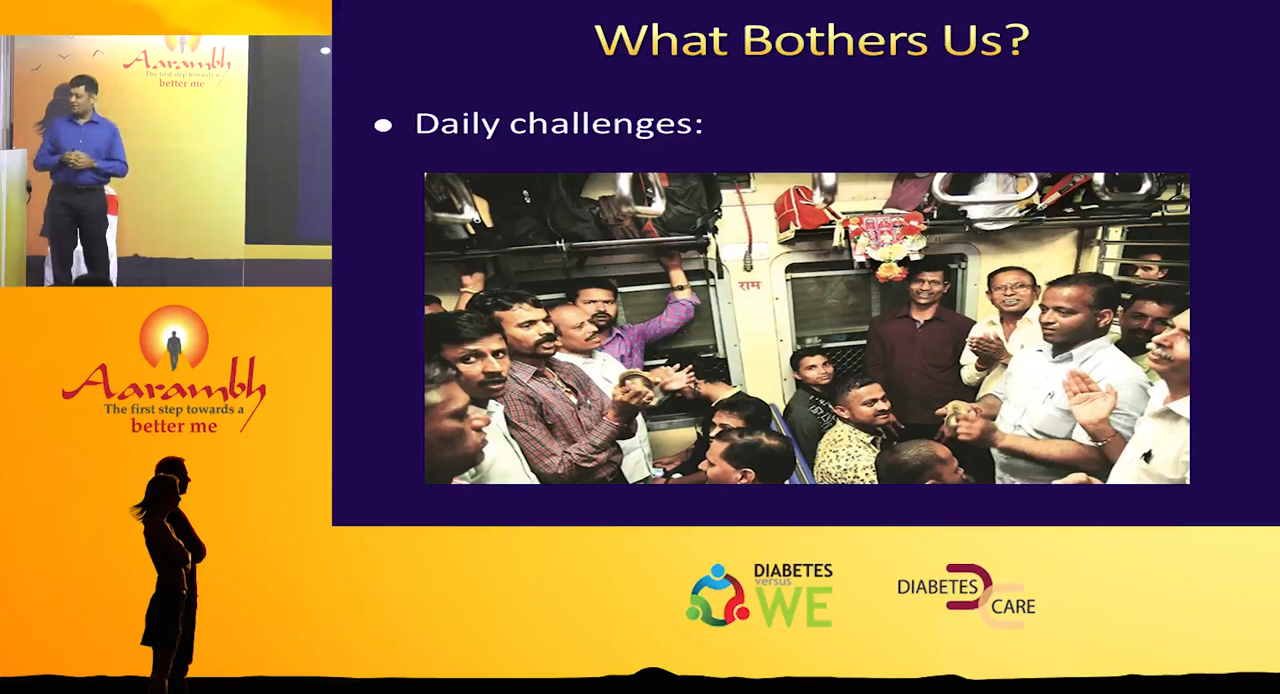 Aarambh
The first step towards a
better me
What Bothers Us?
• Daily challenges:
राम
Aarambh
The first step towards a
better me
DIABETES
versus
WE
DIABETES
CARE